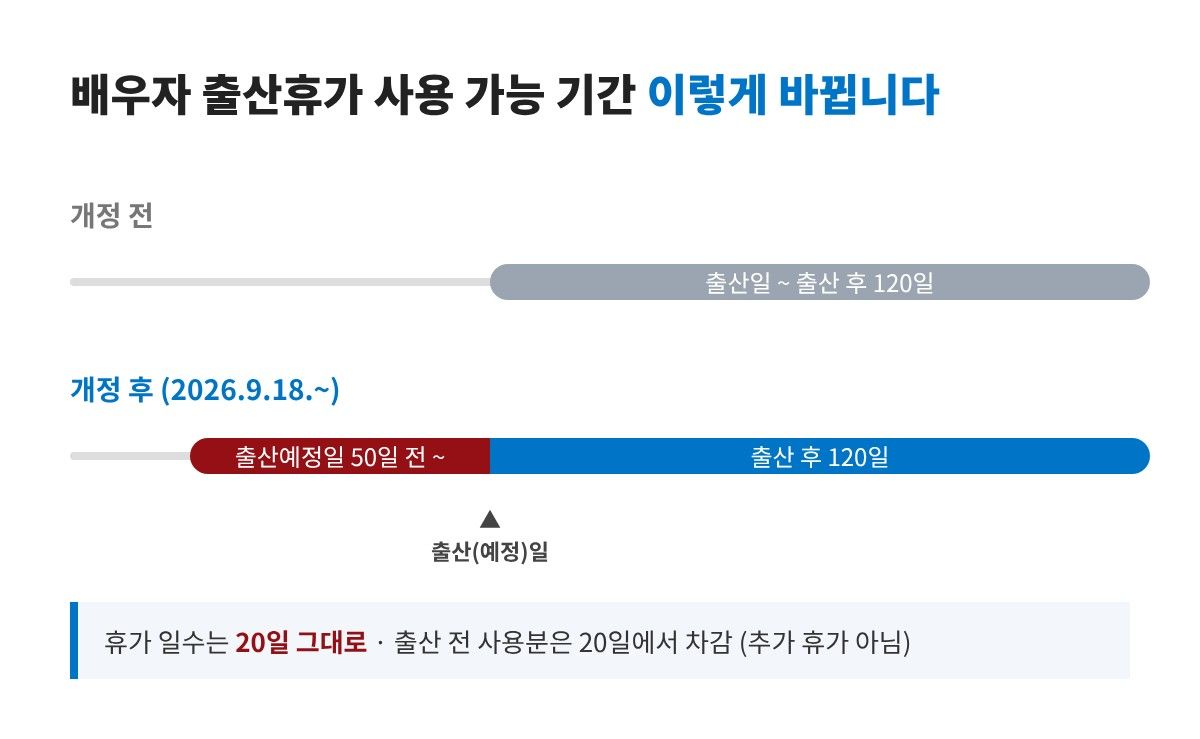 배우자 출산휴가 사용 가능 기간 이렇게 바뀝니다
개정 전
출산일 ~ 출산 후 120일
개정 후 (2026.9.18.~)
출산예정일 50일 전 ~
출산 후 120일
▲
출산(예정)일
휴가 일수는 20일 그대로 · 출산 전 사용분은 20일에서 차감 (추가 휴가 아님)